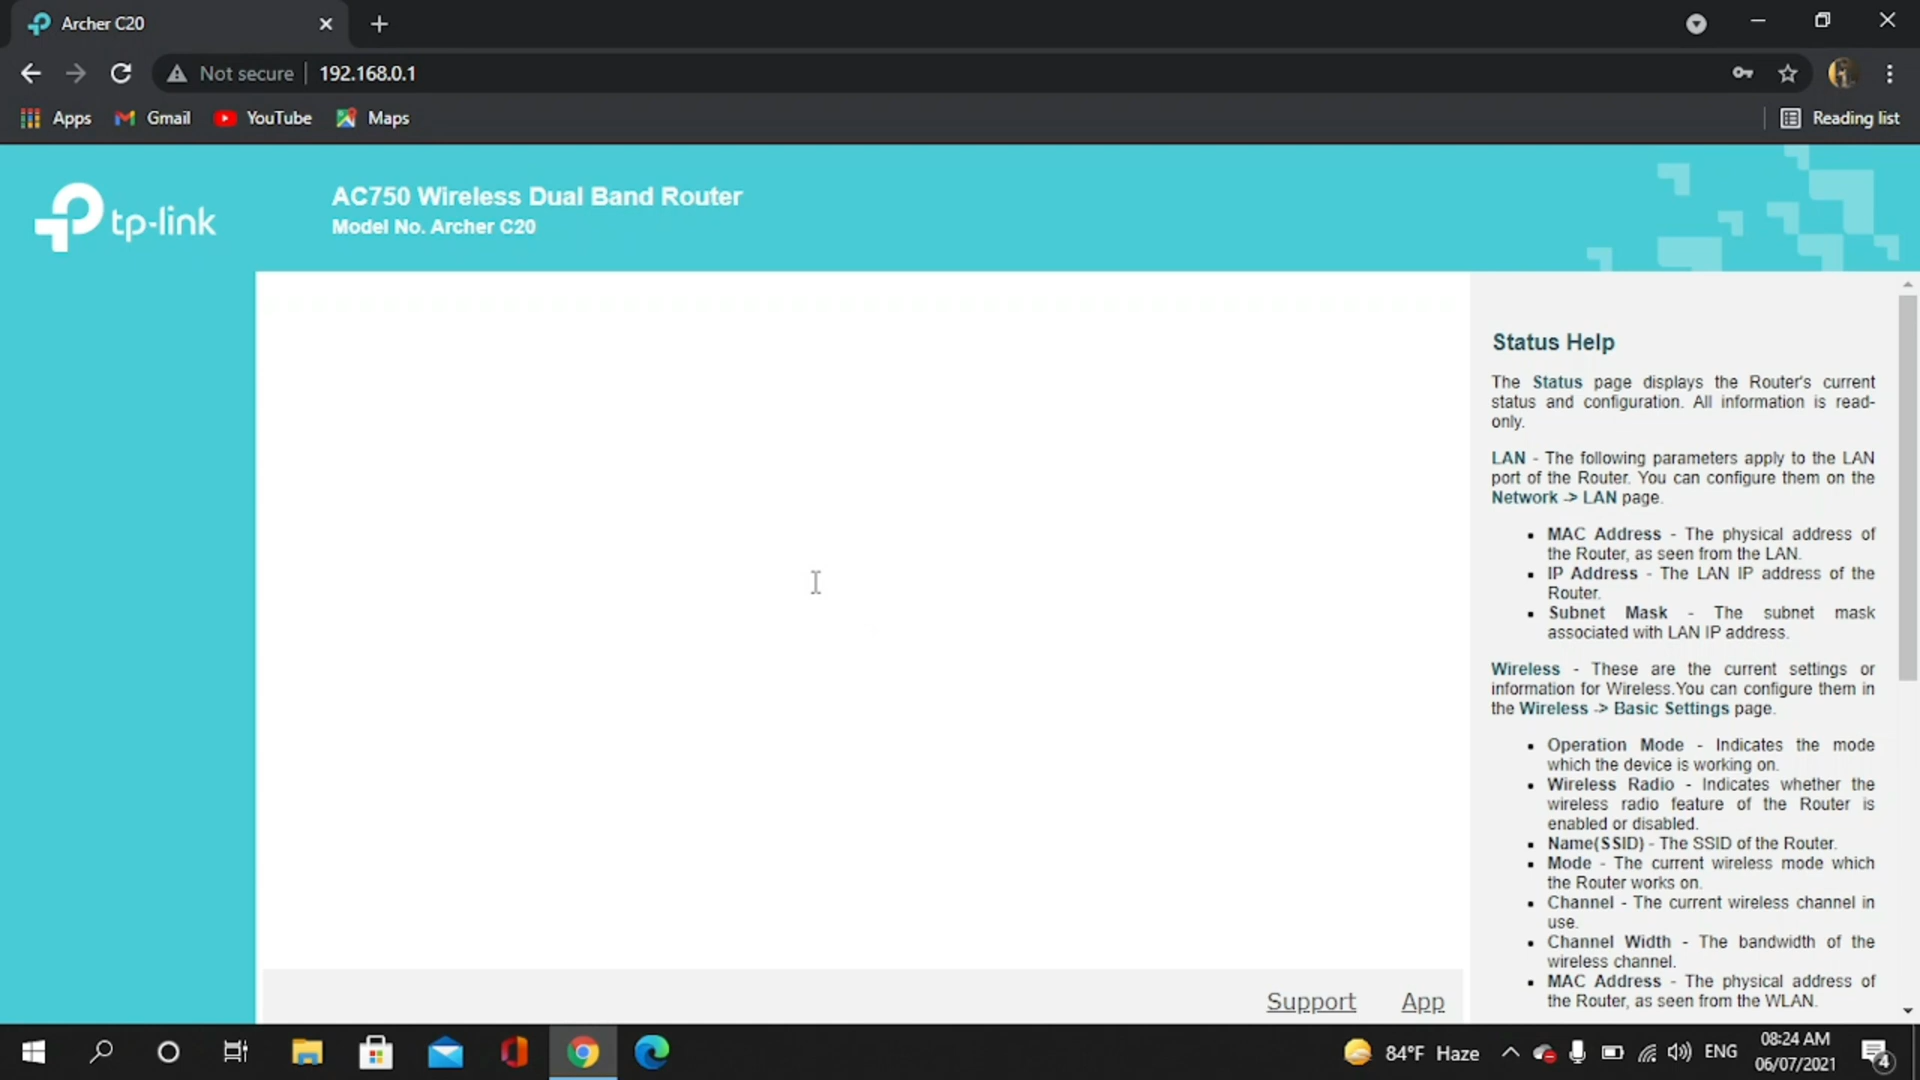 Archer C20
Not secure 192.168.0.1
Apps Gmail YouTube Maps Reading list
tp-link
AC750 Wireless Dual Band Router
Model No. Archer C20
Status Help
The Status page displays the Router's current
status and configuration. All information is read-
only.
LAN - The following parameters apply to the LAN
port of the Router. You can configure them on the
Network -> LAN page.
• MAC Address - The physical address of
the Router, as seen from the LAN.
• IP Address - The LAN IP address of the
Router.
• Subnet Mask - The subnet mask
associated with LAN IP address.
Wireless - These are the current settings or
information for Wireless.You can configure them in
the Wireless -> Basic Settings page.
• Operation Mode - Indicates the mode
which the device is working on.
• Wireless Radio - Indicates whether the
wireless radio feature of the Router is
enabled or disabled.
• Name(SSID) - The SSID of the Router.
• Mode - The current wireless mode which
the Router works on.
• Channel - The current wireless channel in
use.
• Channel Width - The bandwidth of the
wireless channel.
• MAC Address - The physical address of
the Router, as seen from the WLAN.
Support App
84°F Haze ENG
08:24 AM
06/07/2021
4